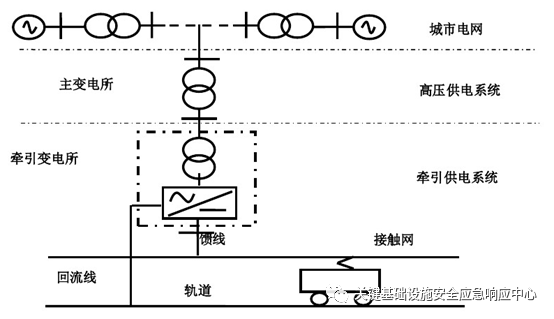 城市电网
主变电所
高压供电系统
牵引变电所
牵引供电系统
馈线
接触网
回流线
轨道
关键基础设施安全应急响应中心